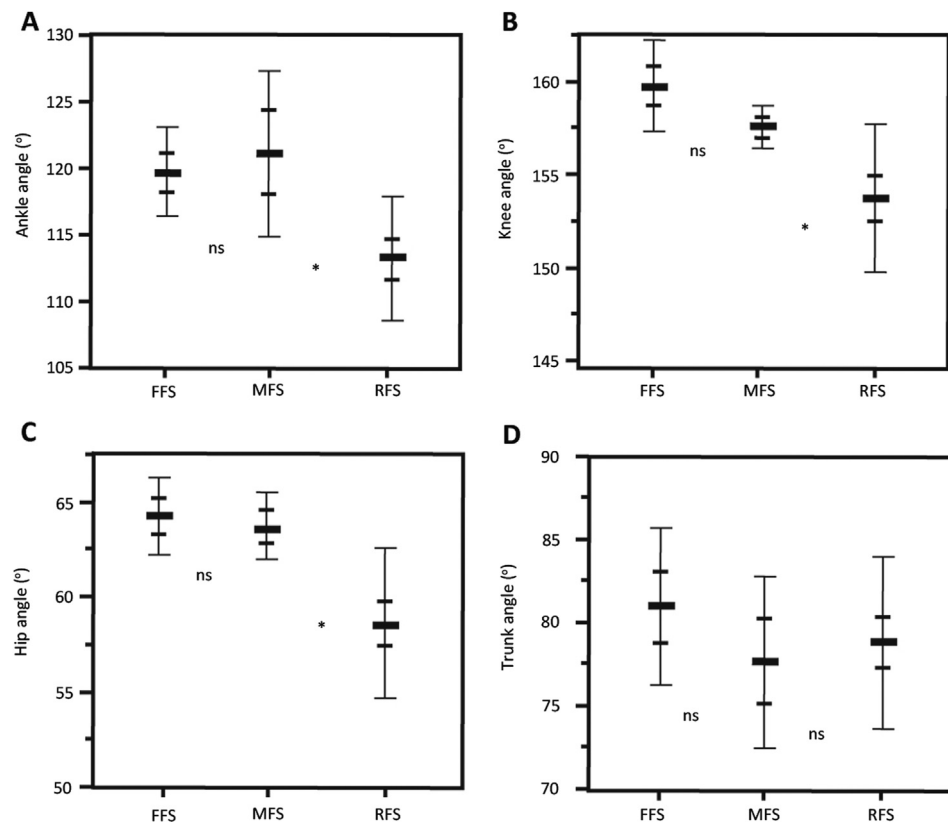 A
130
125
120
115
110
105
Ankle angle (°)
ns
*
FFS MFS RFS
B
160
155
150
145
Knee angle (°)
ns
*
FFS MFS RFS
C
65
60
55
50
Hip angle (°)
ns
*
FFS MFS RFS
D
90
85
80
75
70
Trunk angle (°)
ns
ns
FFS MFS RFS